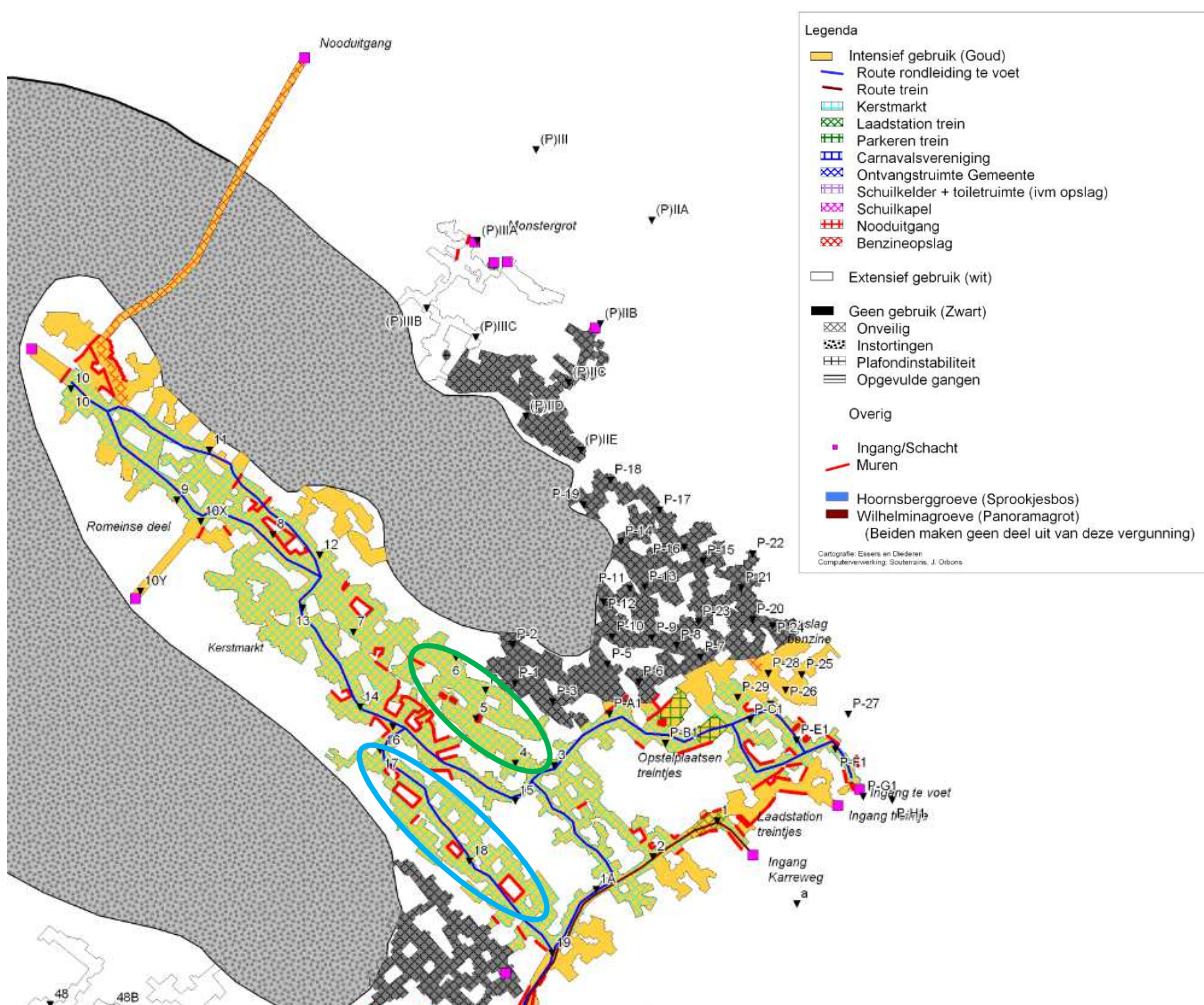 Nooduitgang
(P)III
(P)IIA
(P)IIIA
Monstergrot
(P)IIIB
(P)IIIC
(P)IIB
(P)IIC
(P)IID
(P)IIE
10
10
11
9
10X
8
12
Romeinse deel
10Y
13
7
Kerstmarkt
6
5
14
4
3
17
15
18
2
1
1A
19
P-18
P-19
P-17
P-14
P-16
P-15
P-22
P-11
P-13
P-21
P-12
P-20
P-23
P-24
P-10
P-9
P-8
P-7
P-2
P-5
P-1
P-6
P-3
P-28
P-25
P-29
P-26
benzine
P-A1
P-C1
P-27
P-B1
P-E1
P-F1
Opstelplaatsen
treintjes
P-G1
Ingang te voet
P-H1
Ingang treintje
Laadstation
treintjes
Ingang
Karreweg
a
48
48B
Legenda
Intensief gebruik (Goud)
Route rondleiding te voet
Route trein
Kerstmarkt
Laadstation trein
Parkeren trein
Carnavalsvereniging
Ontvangstruimte Gemeente
Schuilkelder + toiletruimte (ivm opslag)
Schuilkapel
Nooduitgang
Benzineopslag
Extensief gebruik (wit)
Geen gebruik (Zwart)
Onveilig
Instortingen
Plafondinstabiliteit
Opgevulde gangen
Overig
Ingang/Schacht
Muren
Hoornsberggroeve (Sprookjesbos)
Wilhelminagroeve (Panoramagrot)
(Beiden maken geen deel uit van deze vergunning)
Cartografie: Essers en Diederen
Computerverwerking: Souterrains, J. Orbons